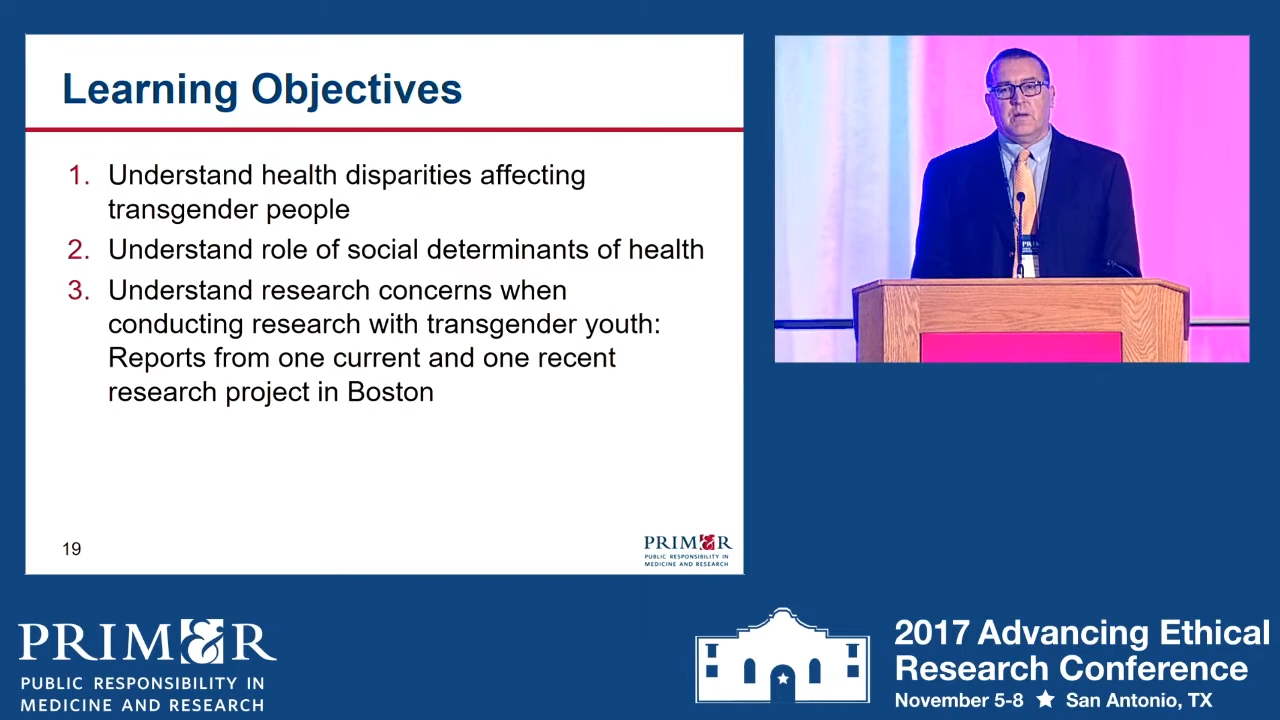 Learning Objectives
1. Understand health disparities affecting
transgender people
2. Understand role of social determinants of health
3. Understand research concerns when
conducting research with transgender youth:
Reports from one current and one recent
research project in Boston
19
PRIM&R
PUBLIC RESPONSIBILITY IN
MEDICINE AND RESEARCH
PRIM&R
PUBLIC RESPONSIBILITY IN
MEDICINE AND RESEARCH
2017 Advancing Ethical
Research Conference
November 5-8 ★ San Antonio, TX